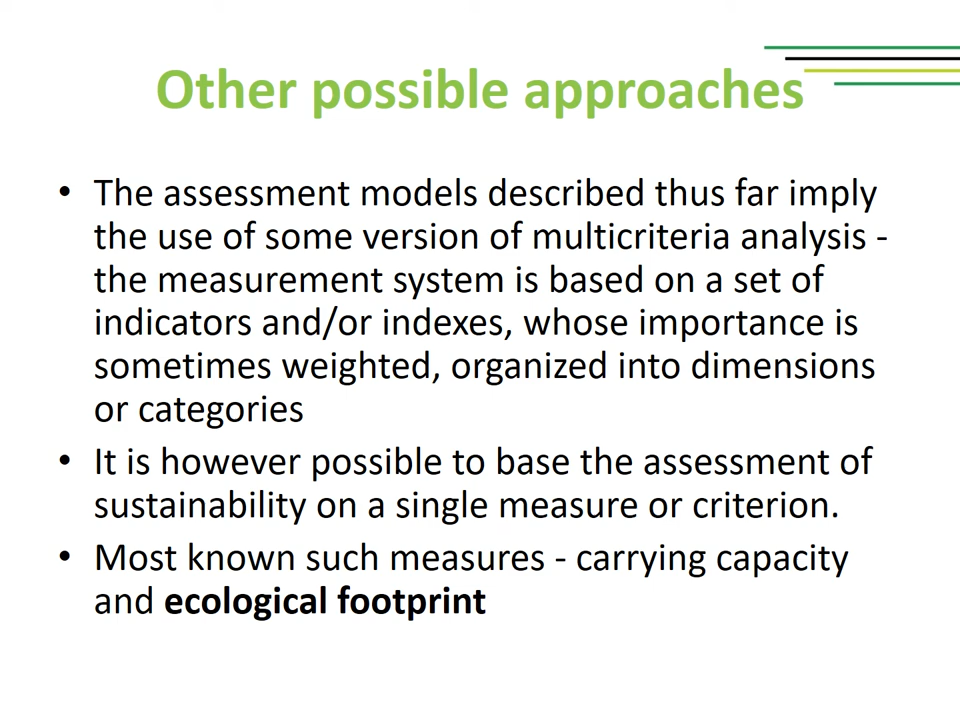 Other possible approaches
• The assessment models described thus far imply
the use of some version of multicriteria analysis -
the measurement system is based on a set of
indicators and/or indexes, whose importance is
sometimes weighted, organized into dimensions
or categories
• It is however possible to base the assessment of
sustainability on a single measure or criterion.
• Most known such measures - carrying capacity
and ecological footprint